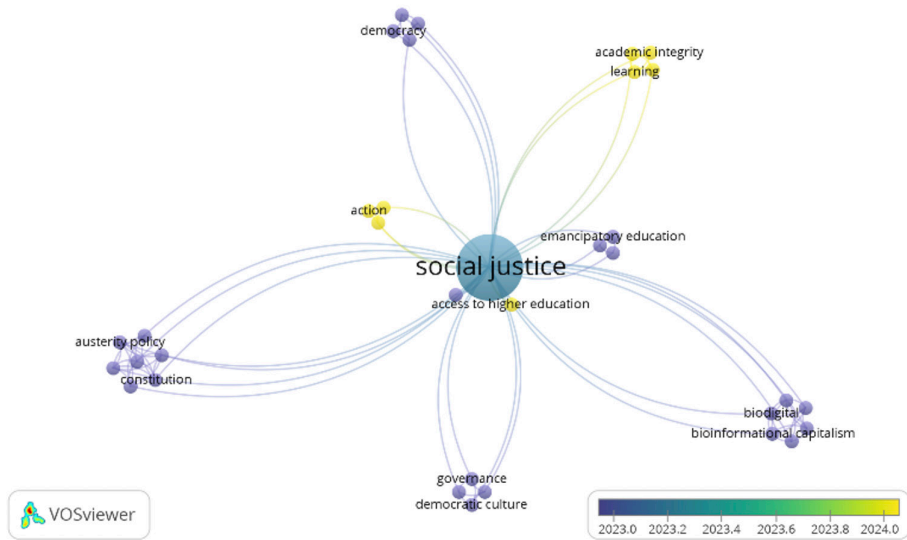 democracy
academic integrity
learning
action
emancipatory education
social justice
access to higher education
austerity policy
constitution
biodigital
bioinformational capitalism
governance
democratic culture
VOSviewer
2023.0 2023.2 2023.4 2023.6 2023.8 2024.0